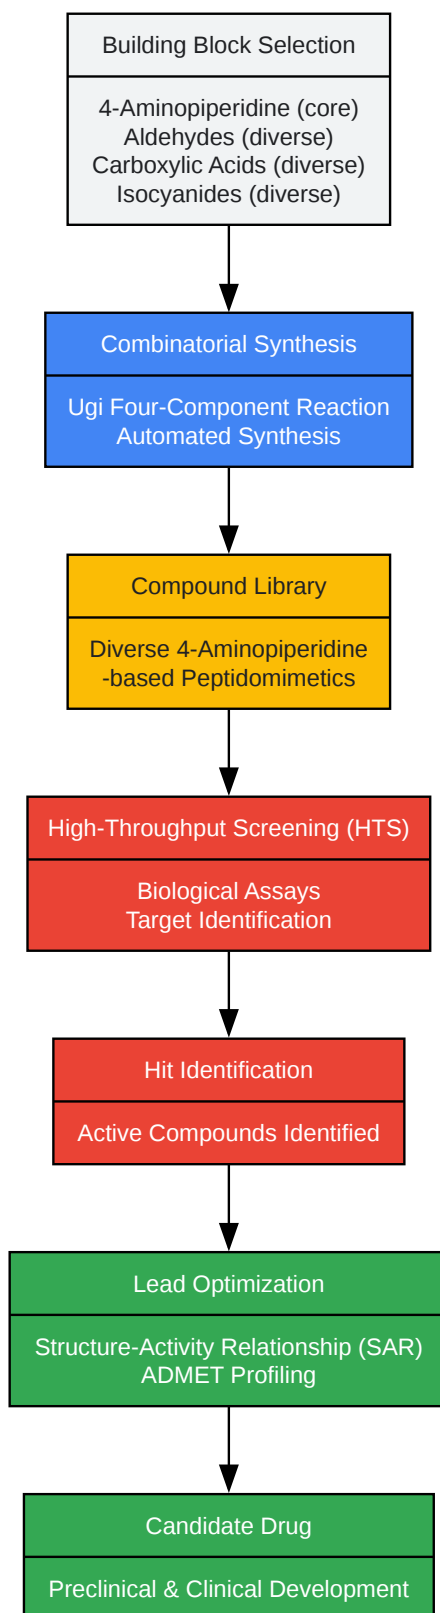 Building Block Selection
4-Aminopiperidine (core)
Aldehydes (diverse)
Carboxylic Acids (diverse)
Isocyanides (diverse)
Combinatorial Synthesis
Ugi Four-Component Reaction
Automated Synthesis
Compound Library
Diverse 4-Aminopiperidine
-based Peptidomimetics
High-Throughput Screening (HTS)
Biological Assays
Target Identification
Hit Identification
Active Compounds Identified
Lead Optimization
Structure-Activity Relationship (SAR)
ADMET Profiling
Candidate Drug
Preclinical & Clinical Development